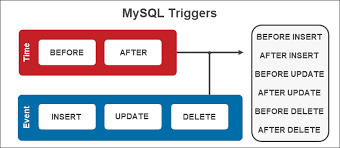 MySQL Triggers
Time
BEFORE
AFTER
Event
INSERT
UPDATE
DELETE
BEFORE INSERT
AFTER INSERT
BEFORE UPDATE
AFTER UPDATE
BEFORE DELETE
AFTER DELETE